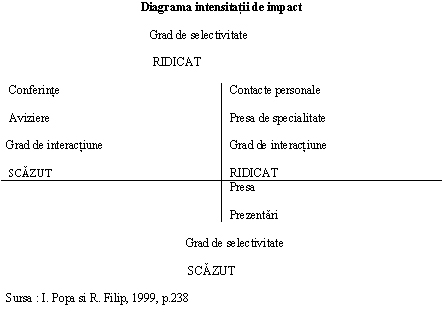 Diagrama intensitații de impact
Grad de selectivitate
RIDICAT
Conferințe Contacte personale
Aviziere Presa de specialitate
Grad de interacțiune Grad de interacțiune
SCĂZUT RIDICAT
Presa
Prezentări
Grad de selectivitate
SCĂZUT
Sursa : I. Popa si R. Filip, 1999, p.238